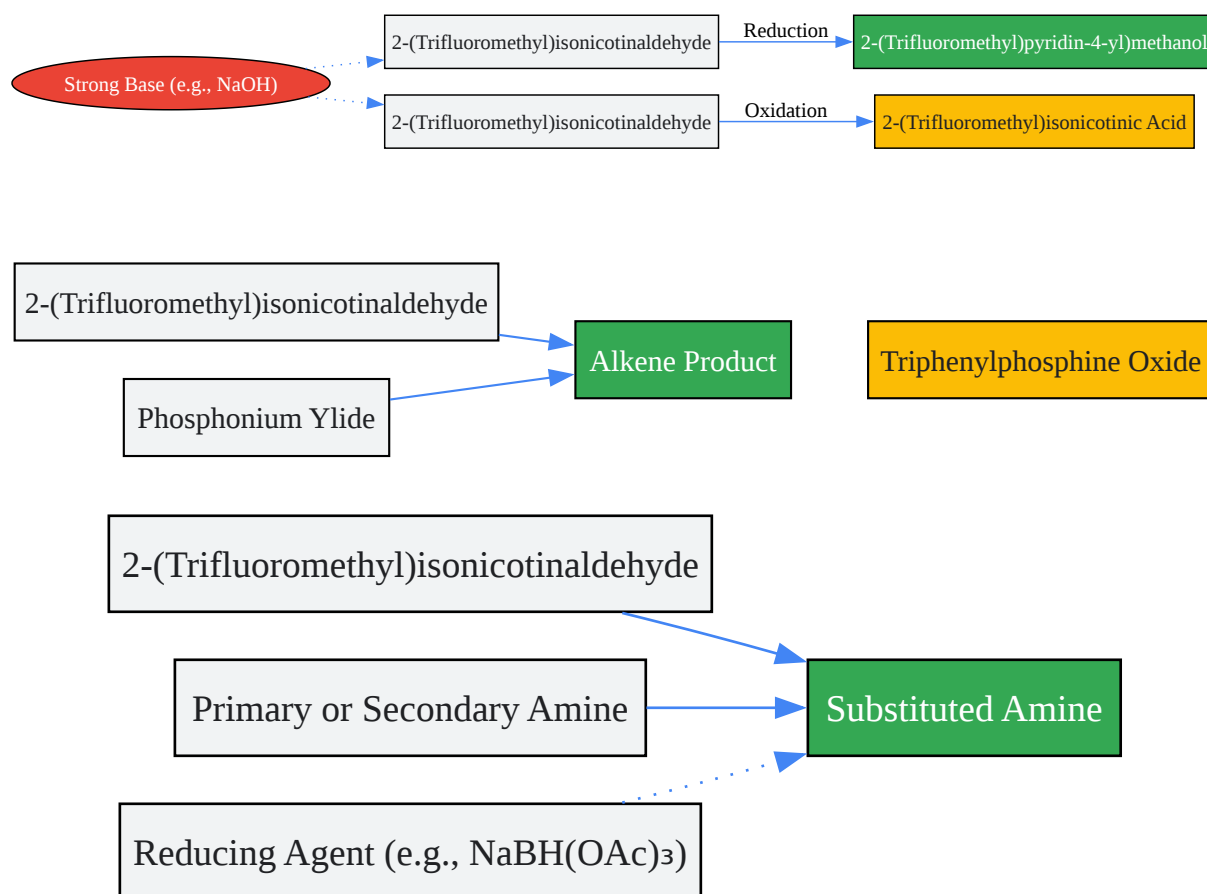 2-(Trifluoromethyl)isonicotinaldehyde
Reduction
2-(Trifluoromethyl)pyridin-4-yl)methanol
Strong Base (e.g., NaOH)
2-(Trifluoromethyl)isonicotinaldehyde
Oxidation
2-(Trifluoromethyl)isonicotinic Acid
2-(Trifluoromethyl)isonicotinaldehyde
Phosphonium Ylide
Alkene Product
Triphenylphosphine Oxide
2-(Trifluoromethyl)isonicotinaldehyde
Primary or Secondary Amine
Reducing Agent (e.g., NaBH(OAc)₃)
Substituted Amine